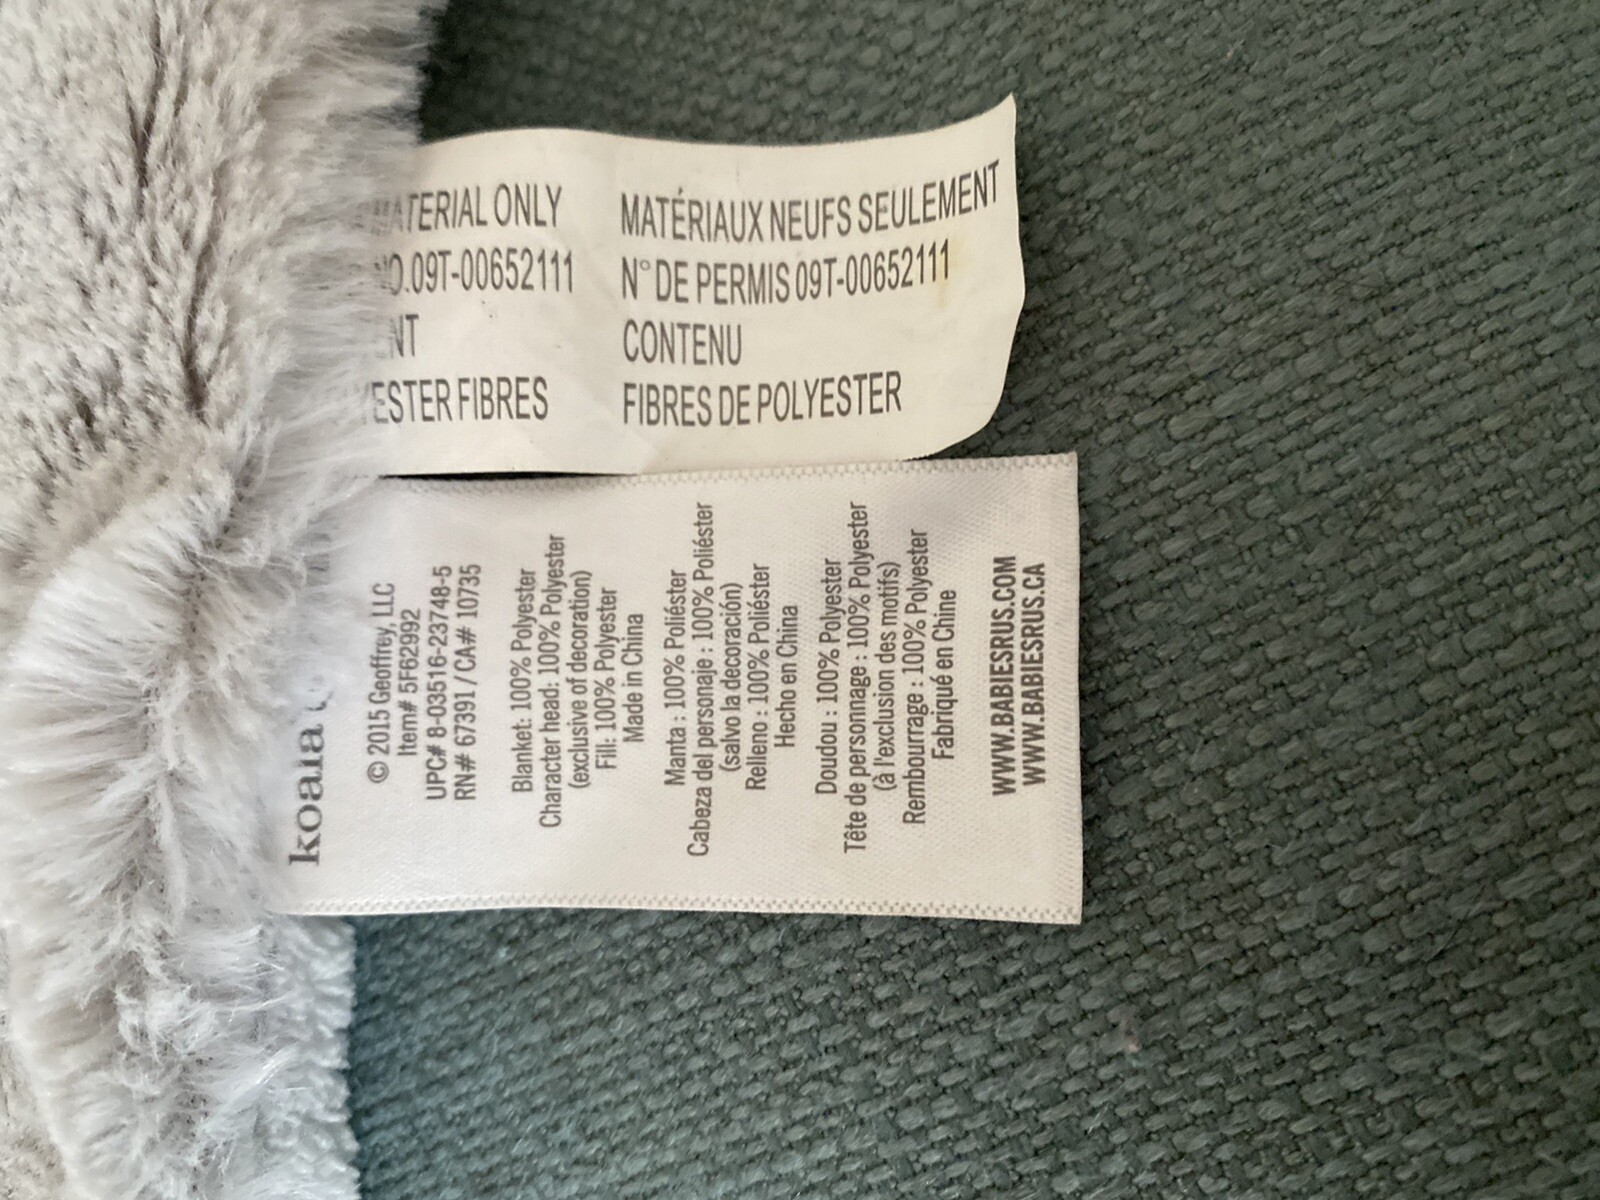 ATERIAL ONLY
O.09T-00652111
NT
ESTER FIBRES
MATÉRIAUX NEUFS SEULEMENT
N° DE PERMIS 09T-00652111
CONTENU
FIBRES DE POLYESTER
koala
© 2015 Geoffrey, LLC
Item# 5F62992
UPC# 8-03516-23748-5
RN# 67391 / CA# 10735
Blanket: 100% Polyester
Character head: 100% Polyester
(exclusive of decoration)
Fill: 100% Polyester
Made in China
Manta : 100% Poliéster
Cabeza del personaje : 100% Poliéster
(salvo la decoración)
Relleno : 100% Poliéster
Hecho en China
Doudou : 100% Polyester
Tête de personnage : 100% Polyester
(à l'exclusion des motifs)
Rembourrage : 100% Polyester
Fabriqué en Chine
WWW.BABIESRUS.COM
WWW.BABIESRUS.CA